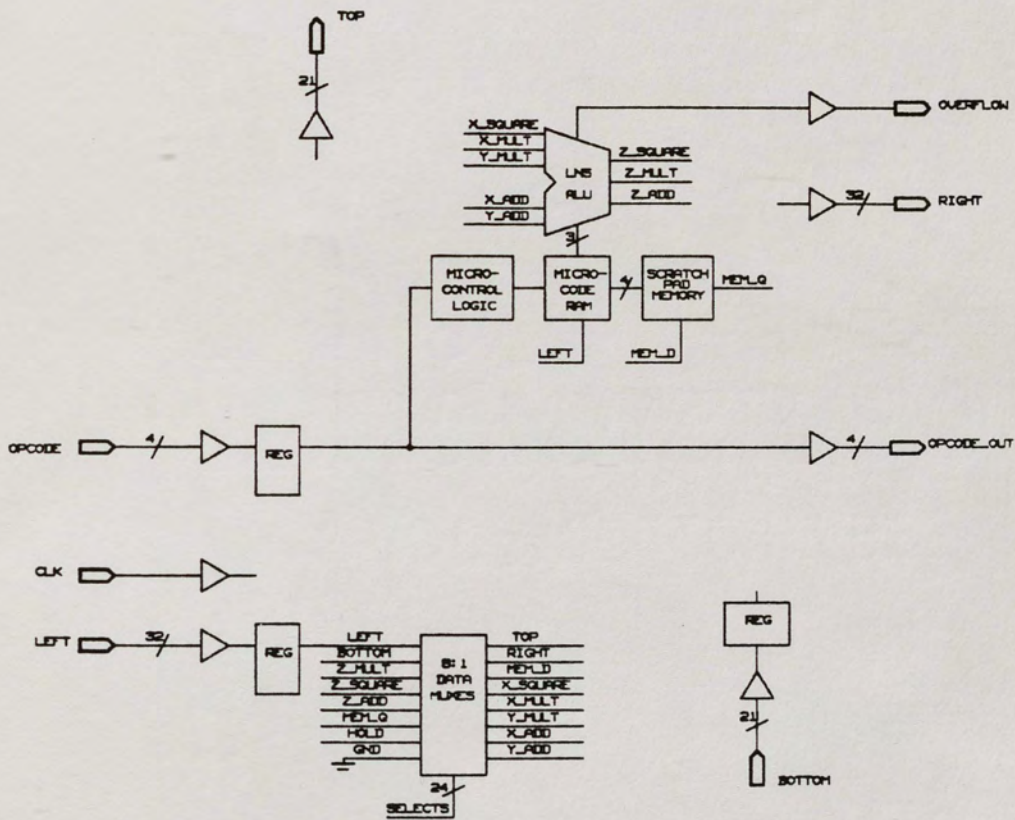 TOP
21
OVERFLOW
X_SQUARE
X_MULT
Y_MULT
LNS
ALU
Z_SQUARE
Z_MULT
Z_ADD
X_ADD
Y_ADD
32
RIGHT
3
MICRO-
CONTROL
LOGIC
MICRO-
CODE
RAM
4
SCRATCH
PAD
MEMORY
MEM_Q
LEFT
MEM_D
OPCODE
4
REG
4
OPCODE_OUT
CLK
LEFT
32
REG
LEFT
BOTTOM
Z_MULT
Z_SQUARE
Z_ADD
MEM_Q
HOLD
GND
8:1
DATA
MUXES
TOP
RIGHT
MEM_D
X_SQUARE
X_MULT
Y_MULT
X_ADD
Y_ADD
24
SELECTS
REG
21
BOTTOM